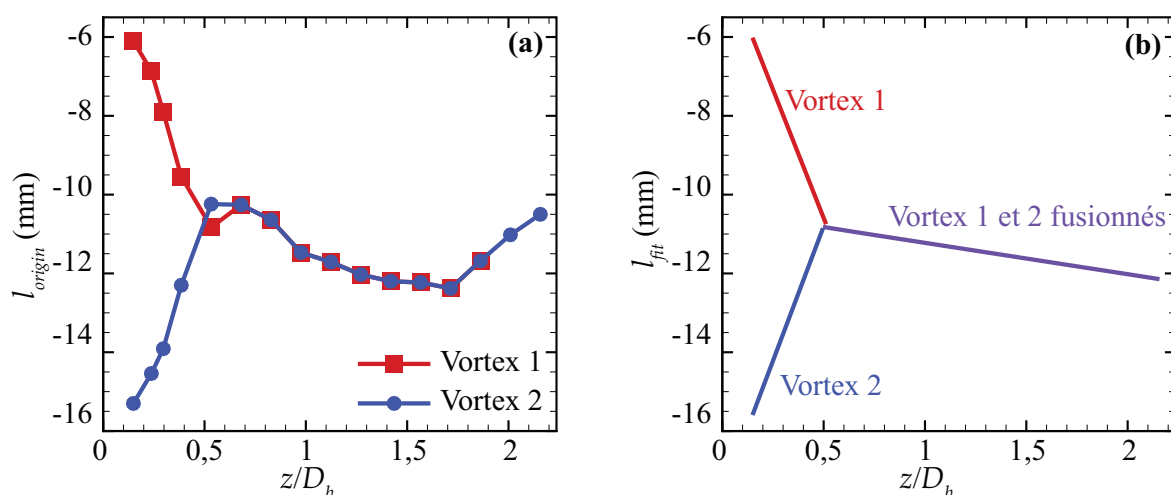 (a)
-6
-8
-10
-12
-14
-16
l_origin (mm)
Vortex 1
Vortex 2
0 0,5 1 1,5 2
z/D_h
(b)
-6
-8
-10
-12
-14
-16
l_fit (mm)
Vortex 1
Vortex 1 et 2 fusionnés
Vortex 2
0,5 1 1,5 2
z/D_h